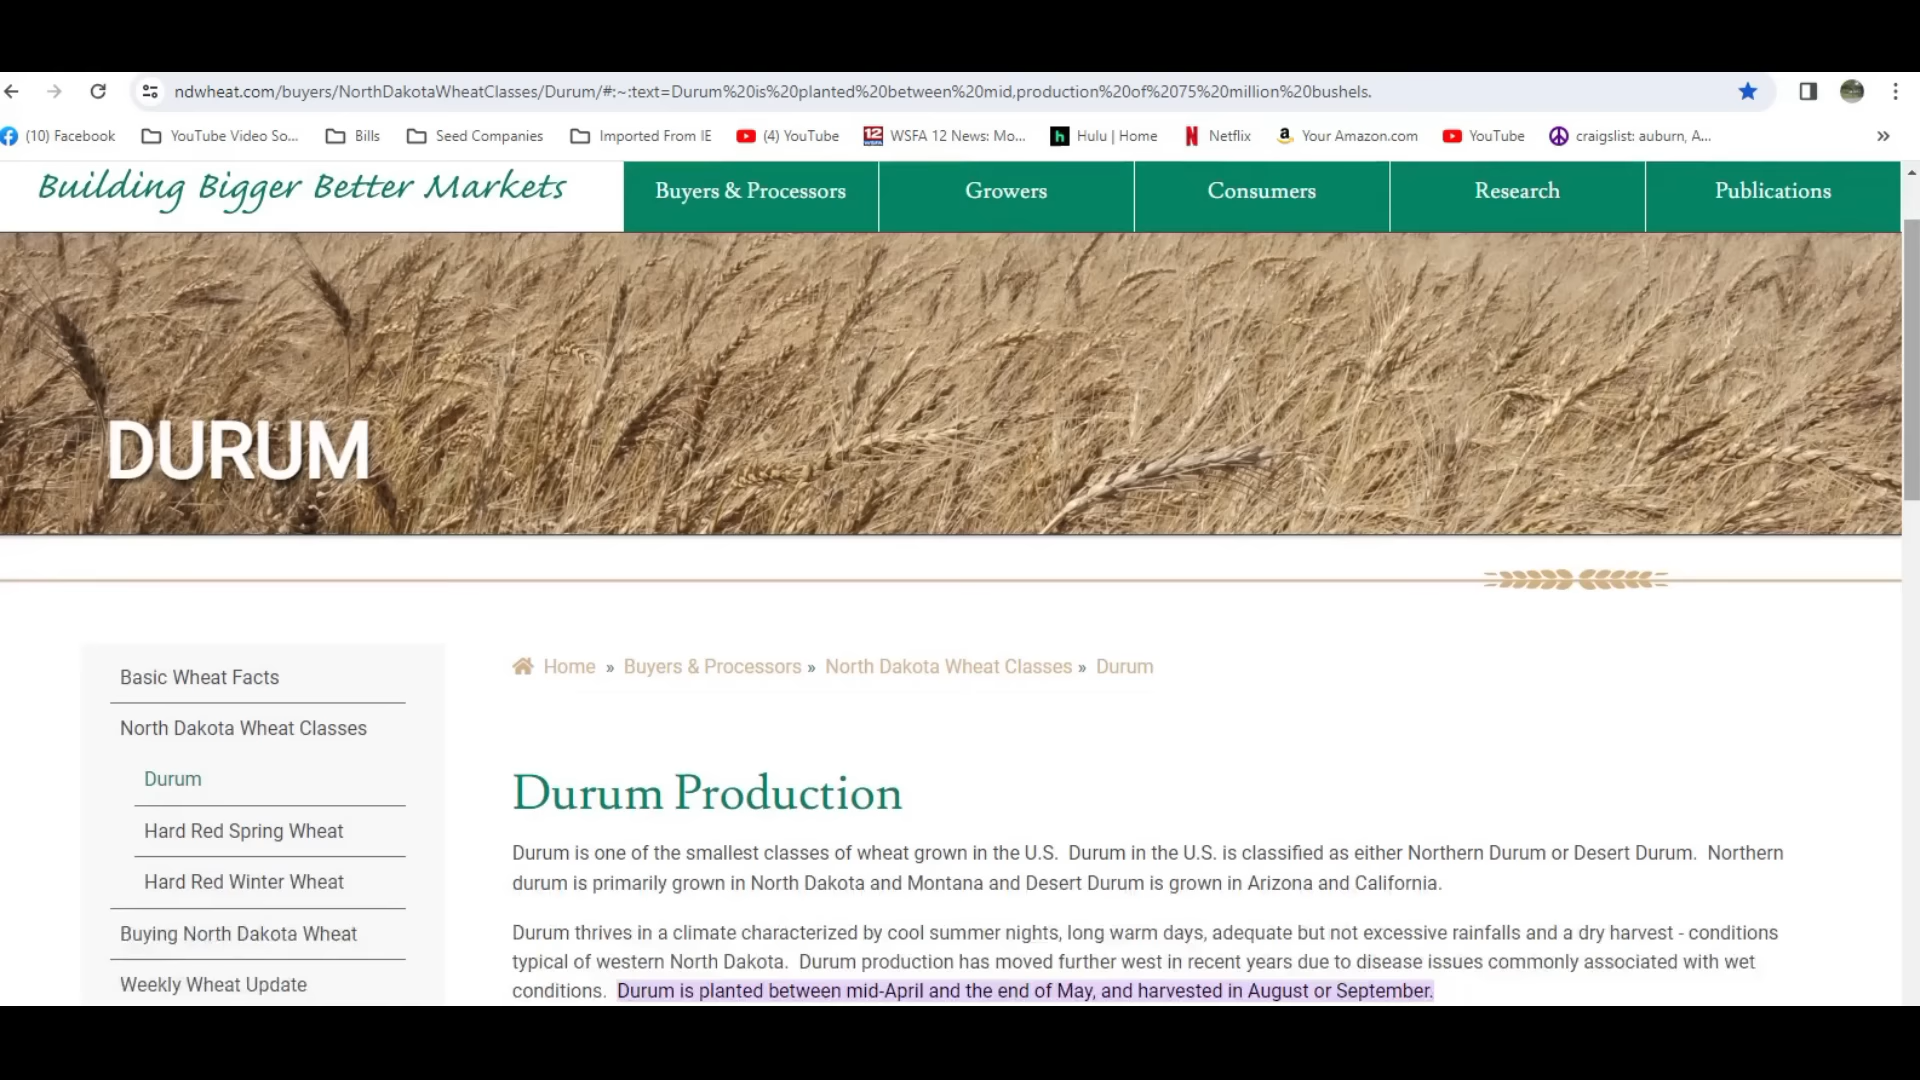 ndwheat.com/buyers/NorthDakotaWheatClasses/Durum/#:~:text=Durum%20is%20planted%20between%20mid,production%20of%2075%20million%20bushels.
(10) Facebook YouTube Video So... Bills Seed Companies Imported From IE (4) YouTube 12 WSFA 12 News: Mo... h Hulu | Home N Netflix a Your Amazon.com YouTube craigslist: auburn, A... »
Building Bigger Better Markets Buyers & Processors Growers Consumers Research Publications
DURUM
Home » Buyers & Processors » North Dakota Wheat Classes » Durum
Basic Wheat Facts
North Dakota Wheat Classes
Durum
Hard Red Spring Wheat
Hard Red Winter Wheat
Buying North Dakota Wheat
Weekly Wheat Update
Durum Production
Durum is one of the smallest classes of wheat grown in the U.S. Durum in the U.S. is classified as either Northern Durum or Desert Durum. Northern
durum is primarily grown in North Dakota and Montana and Desert Durum is grown in Arizona and California.
Durum thrives in a climate characterized by cool summer nights, long warm days, adequate but not excessive rainfalls and a dry harvest - conditions
typical of western North Dakota. Durum production has moved further west in recent years due to disease issues commonly associated with wet
conditions. Durum is planted between mid-April and the end of May, and harvested in August or September.